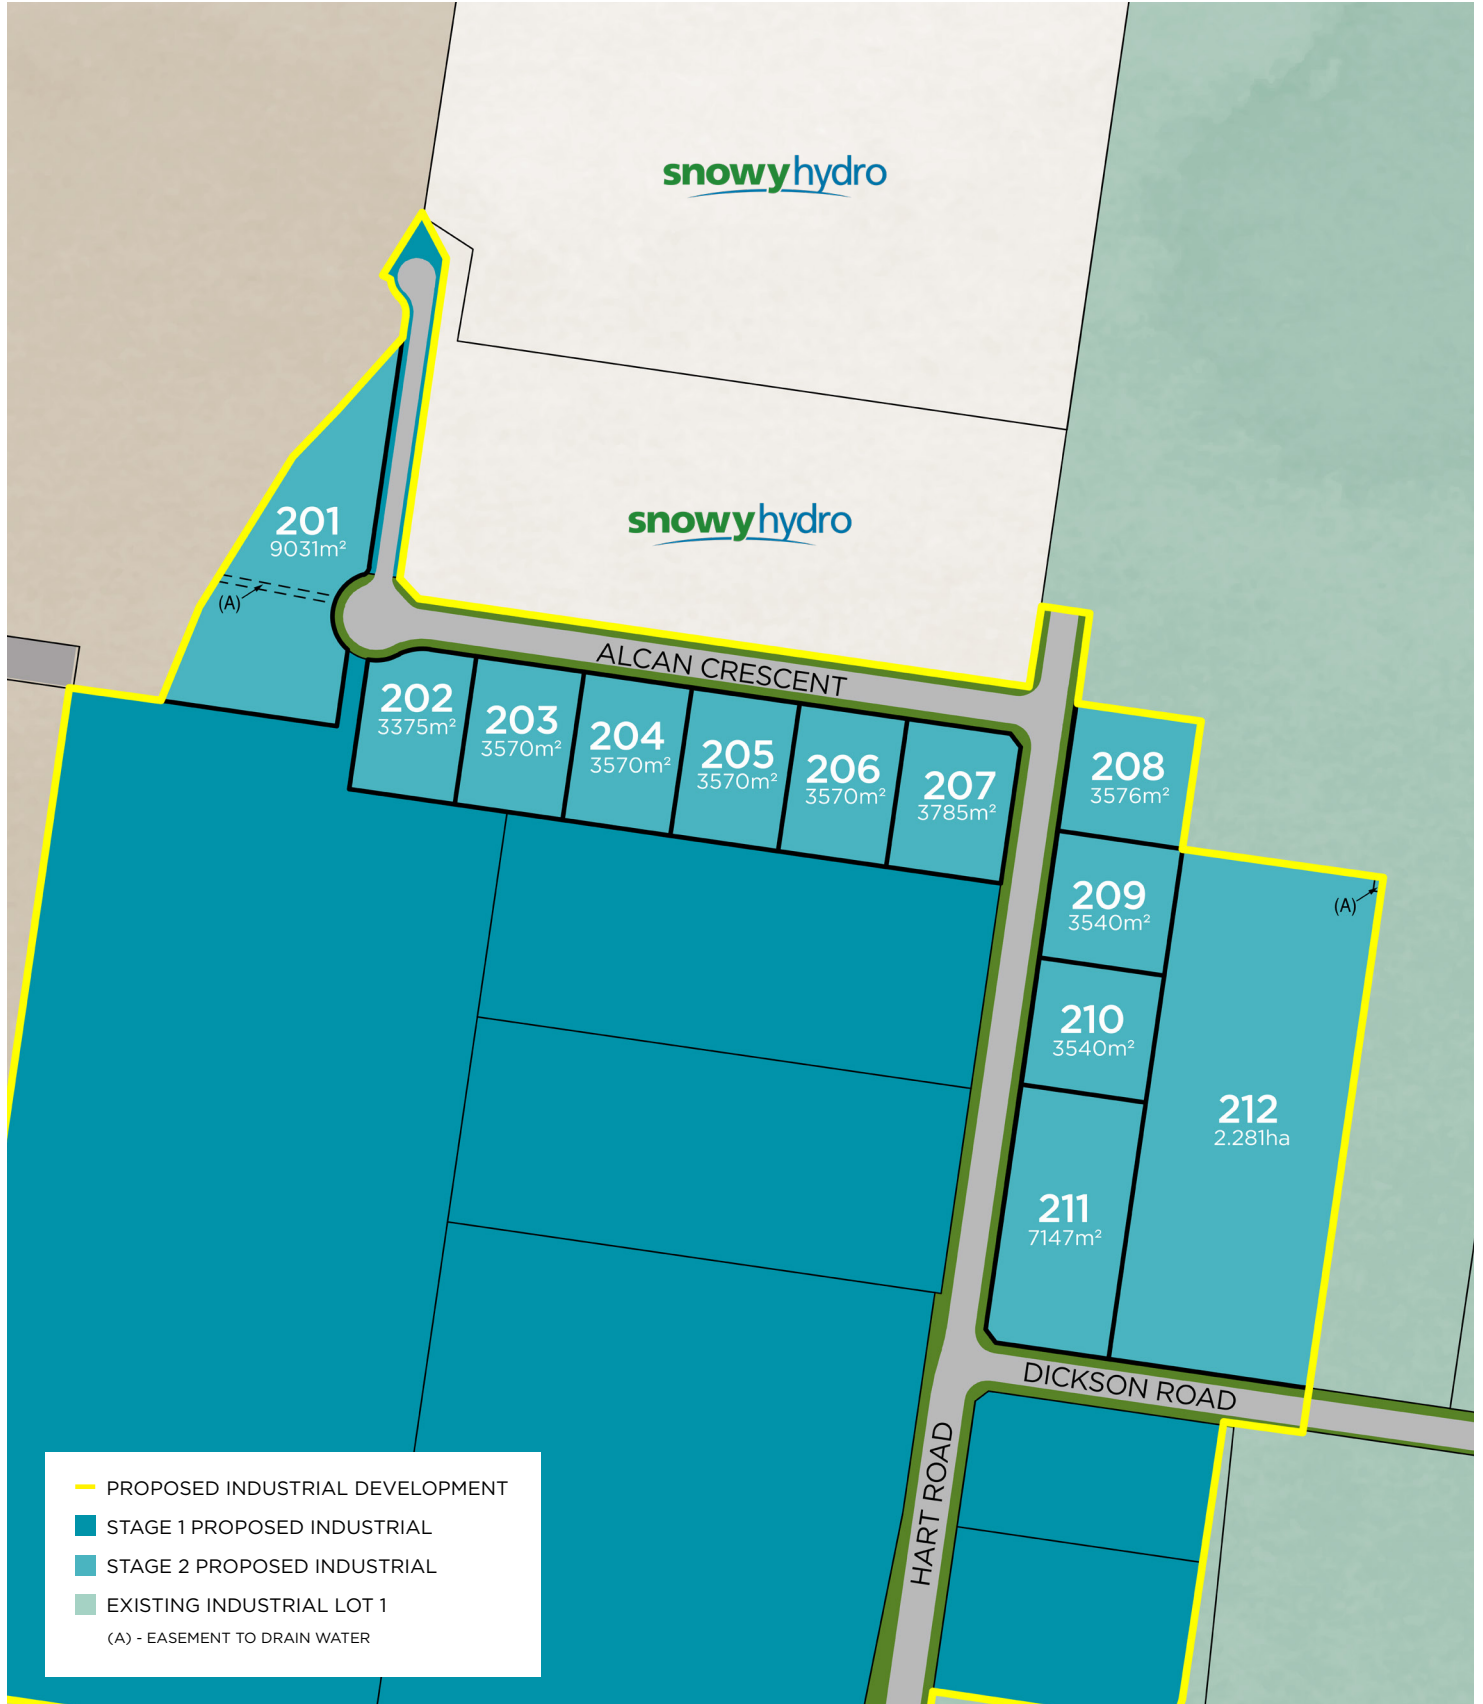 snowyhydro
snowyhydro
201
9031m²
(A)
ALCAN CRESCENT
202
3375m²
203
3570m²
204
3570m²
205
3570m²
206
3570m²
207
3785m²
208
3576m²
209
3540m²
(A)
210
3540m²
212
2.281ha
211
7147m²
DICKSON ROAD
HART ROAD
PROPOSED INDUSTRIAL DEVELOPMENT
STAGE 1 PROPOSED INDUSTRIAL
STAGE 2 PROPOSED INDUSTRIAL
EXISTING INDUSTRIAL LOT 1
(A) - EASEMENT TO DRAIN WATER